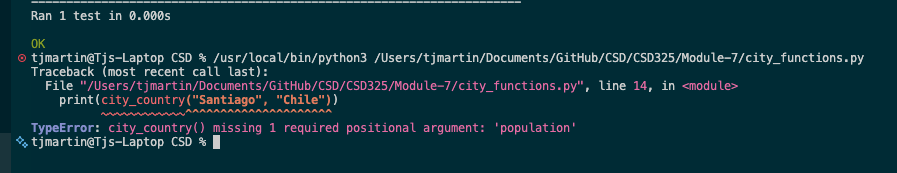 ----------------------------------------------------------------------
Ran 1 test in 0.000s
OK
tjmartin@Tjs-Laptop CSD % /usr/local/bin/python3 /Users/tjmartin/Documents/GitHub/CSD/CSD325/Module-7/city_functions.py
Traceback (most recent call last):
  File "/Users/tjmartin/Documents/GitHub/CSD/CSD325/Module-7/city_functions.py", line 14, in <module>
    print(city_country("Santiago", "Chile"))
          ~~~~~~~~~~~~^^^^^^^^^^^^^^^^^^^^^
TypeError: city_country() missing 1 required positional argument: 'population'
tjmartin@Tjs-Laptop CSD %